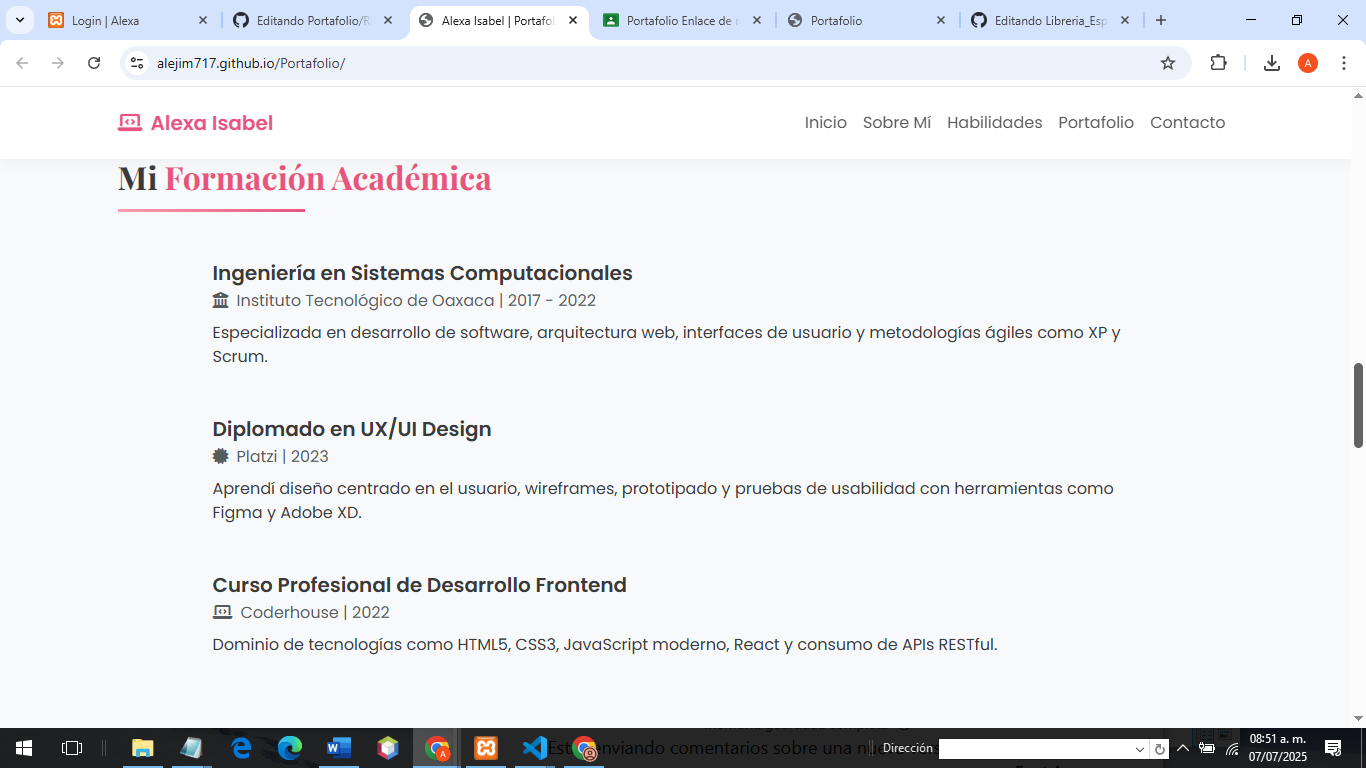 Login | Alexa
Editando Portafolio/R
Alexa Isabel | Portafol
Portafolio Enlace de r
Portafolio
Editando Libreria_Esp
alejim717.github.io/Portafolio/
A
Alexa Isabel
Inicio Sobre Mí Habilidades Portafolio Contacto
Mi Formación Académica
Ingeniería en Sistemas Computacionales
Instituto Tecnológico de Oaxaca | 2017 - 2022
Especializada en desarrollo de software, arquitectura web, interfaces de usuario y metodologías ágiles como XP y
Scrum.
Diplomado en UX/UI Design
Platzi | 2023
Aprendí diseño centrado en el usuario, wireframes, prototipado y pruebas de usabilidad con herramientas como
Figma y Adobe XD.
Curso Profesional de Desarrollo Frontend
Coderhouse | 2022
Dominio de tecnologías como HTML5, CSS3, JavaScript moderno, React y consumo de APIs RESTful.
enviando comentarios sobre una
Dirección
08:51 a. m.
07/07/2025